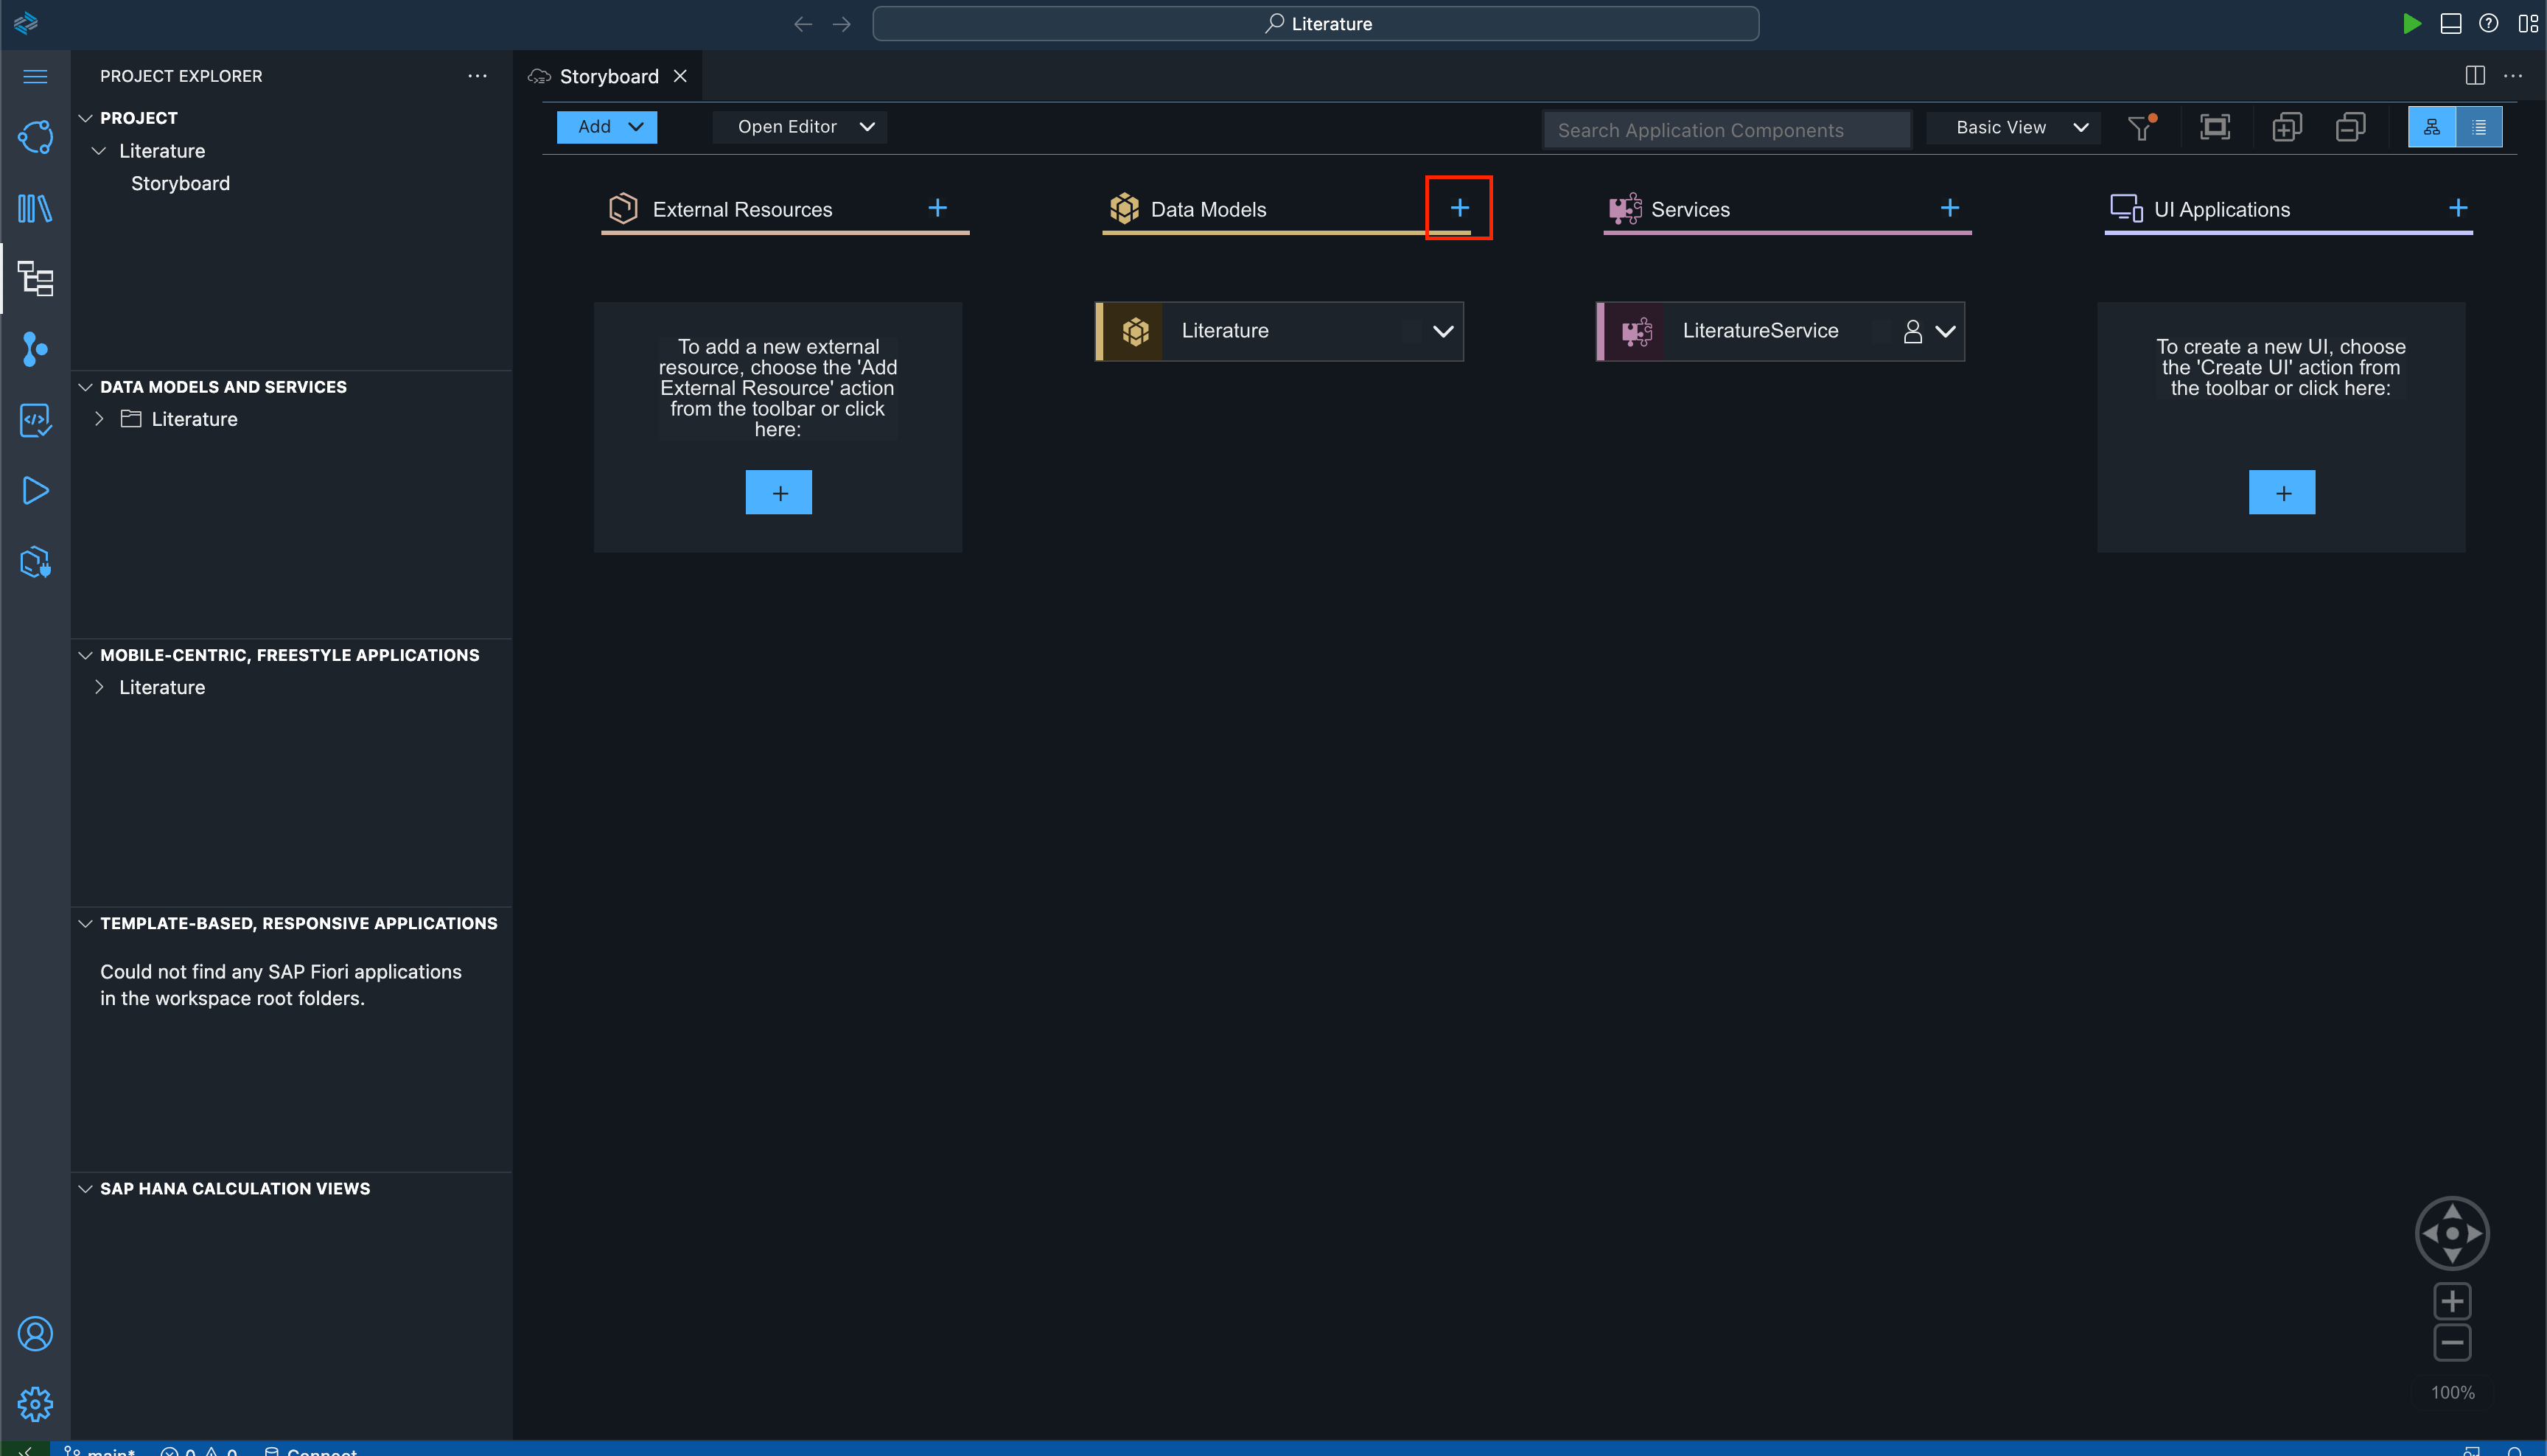 Literature
PROJECT EXPLORER
Storyboard
PROJECT
Literature
Storyboard
Add
Open Editor
Search Application Components
Basic View
External Resources
Data Models
Services
UI Applications
To add a new external
resource, choose the 'Add
External Resource' action
from the toolbar or click
here:
Literature
LiteratureService
To create a new UI, choose
the 'Create UI' action from
the toolbar or click here:
DATA MODELS AND SERVICES
Literature
MOBILE-CENTRIC, FREESTYLE APPLICATIONS
Literature
TEMPLATE-BASED, RESPONSIVE APPLICATIONS
Could not find any SAP Fiori applications
in the workspace root folders.
SAP HANA CALCULATION VIEWS
100%
main* 0 0 Connect